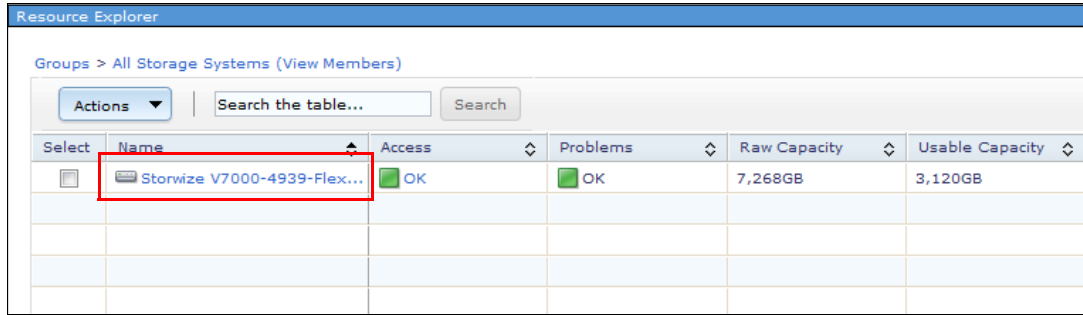 Resource Explorer
Groups > All Storage Systems (View Members)
Actions Search the table... Search
Select Name Access Problems Raw Capacity Usable Capacity
Storwize V7000-4939-Flex... OK OK 7,268GB 3,120GB